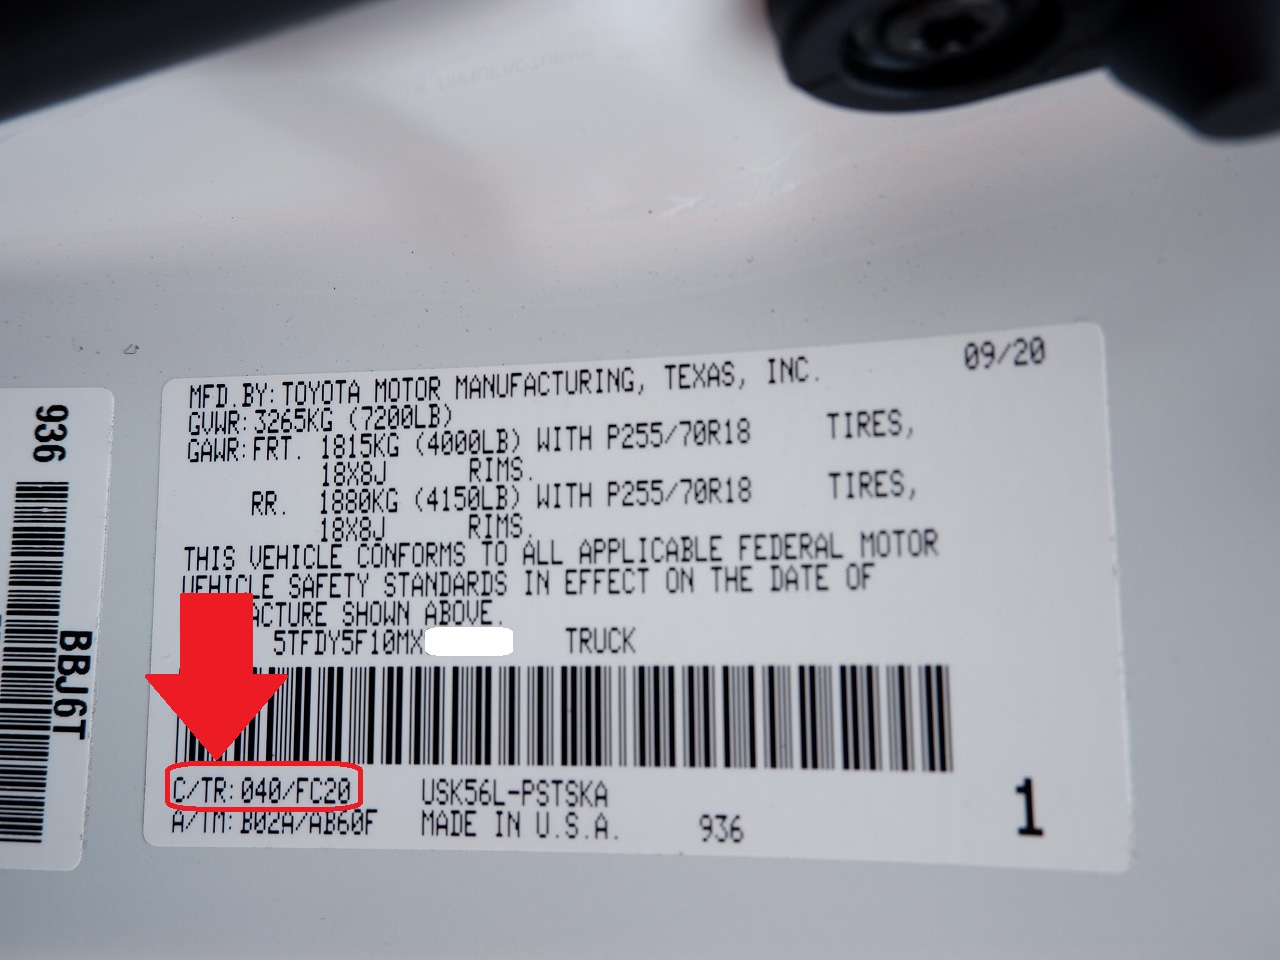 MFD.BY:TOYOTA MOTOR MANUFACTURING, TEXAS, INC. 09/20
GVWR:3265KG (7200LB)
GAWR:FRT. 1815KG (4000LB) WITH P255/70R18 TIRES,
18X8J RIMS.
RR. 1880KG (4150LB) WITH P255/70R18 TIRES,
18X8J RIMS.
THIS VEHICLE CONFORMS TO ALL APPLICABLE FEDERAL MOTOR
VEHICLE SAFETY STANDARDS IN EFFECT ON THE DATE OF
ACTURE SHOWN ABOVE.
5TFDY5F10MX TRUCK
C/TR:040/FC20 USK56L-PSTSKA
A/TM:B02A/AB60F MADE IN U.S.A. 936
1
936
BBJ6T